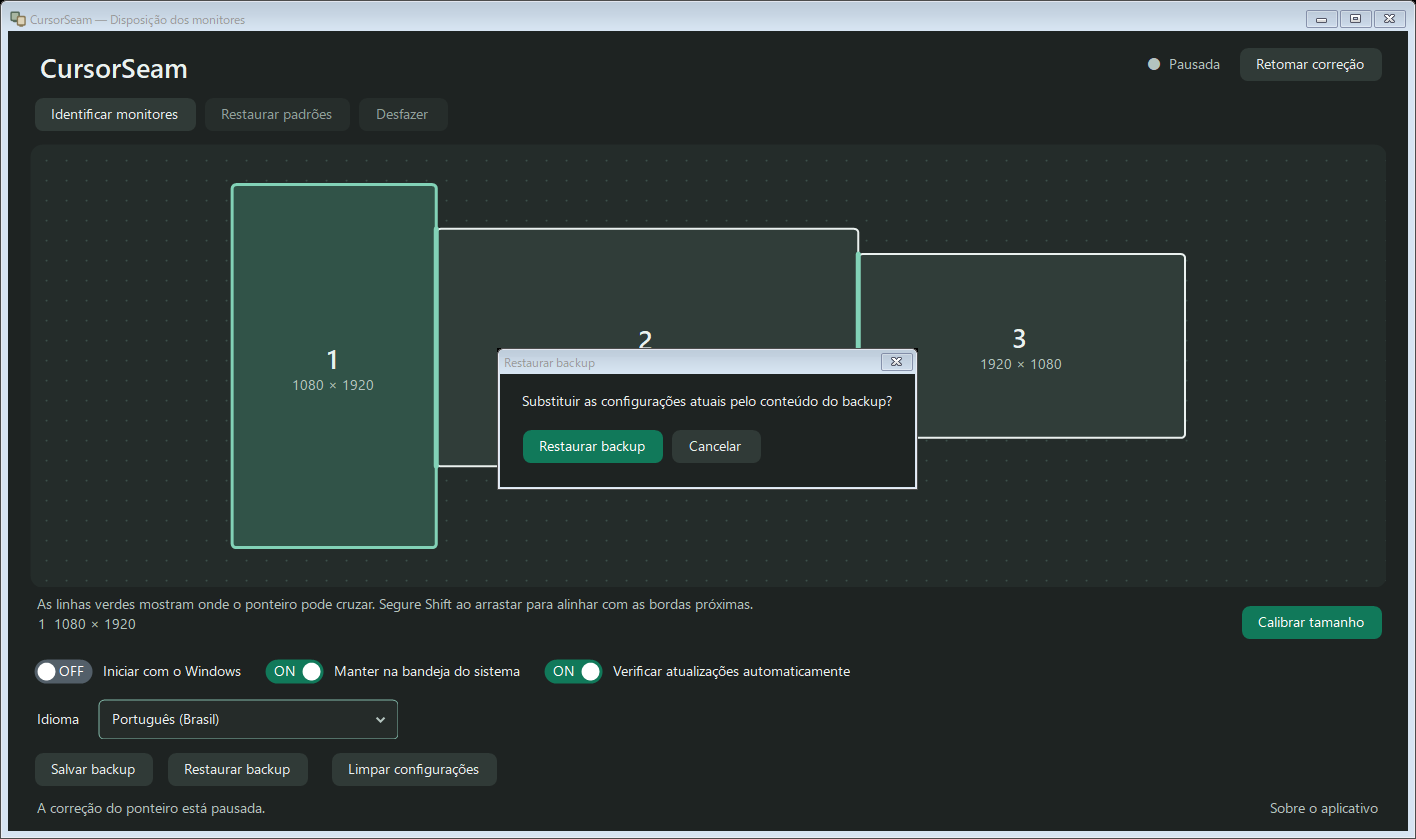 CursorSeam — Disposição dos monitores
CursorSeam
Pausada
Retomar correção
Identificar monitores
Restaurar padrões
Desfazer
1
1080 × 1920
2
3
1920 × 1080
Restaurar backup
Substituir as configurações atuais pelo conteúdo do backup?
Restaurar backup
Cancelar
As linhas verdes mostram onde o ponteiro pode cruzar. Segure Shift ao arrastar para alinhar com as bordas próximas.
1 1080 × 1920
Calibrar tamanho
OFF Iniciar com o Windows
ON Manter na bandeja do sistema
ON Verificar atualizações automaticamente
Idioma
Português (Brasil)
Salvar backup
Restaurar backup
Limpar configurações
A correção do ponteiro está pausada.
Sobre o aplicativo